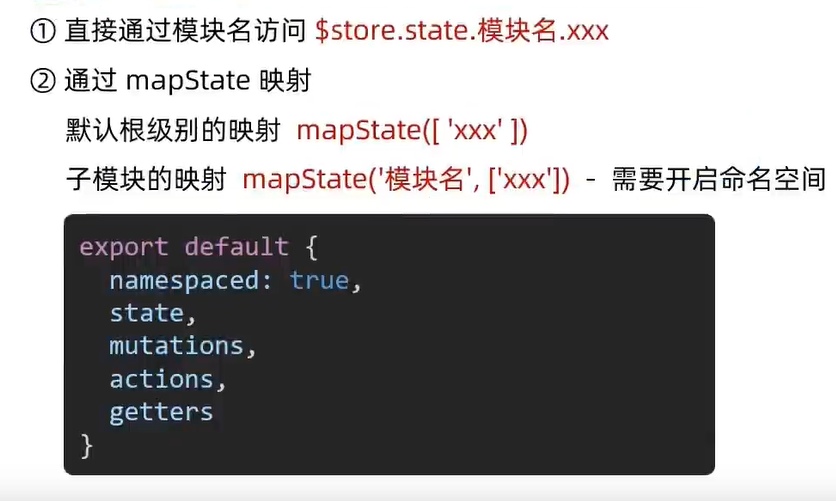 ① 直接通过模块名访问 $store.state.模块名.xxx
② 通过 mapState 映射
默认根级别的映射 mapState([ 'xxx' ])
子模块的映射 mapState('模块名', ['xxx']) - 需要开启命名空间
export default {
  namespaced: true,
  state,
  mutations,
  actions,
  getters
}